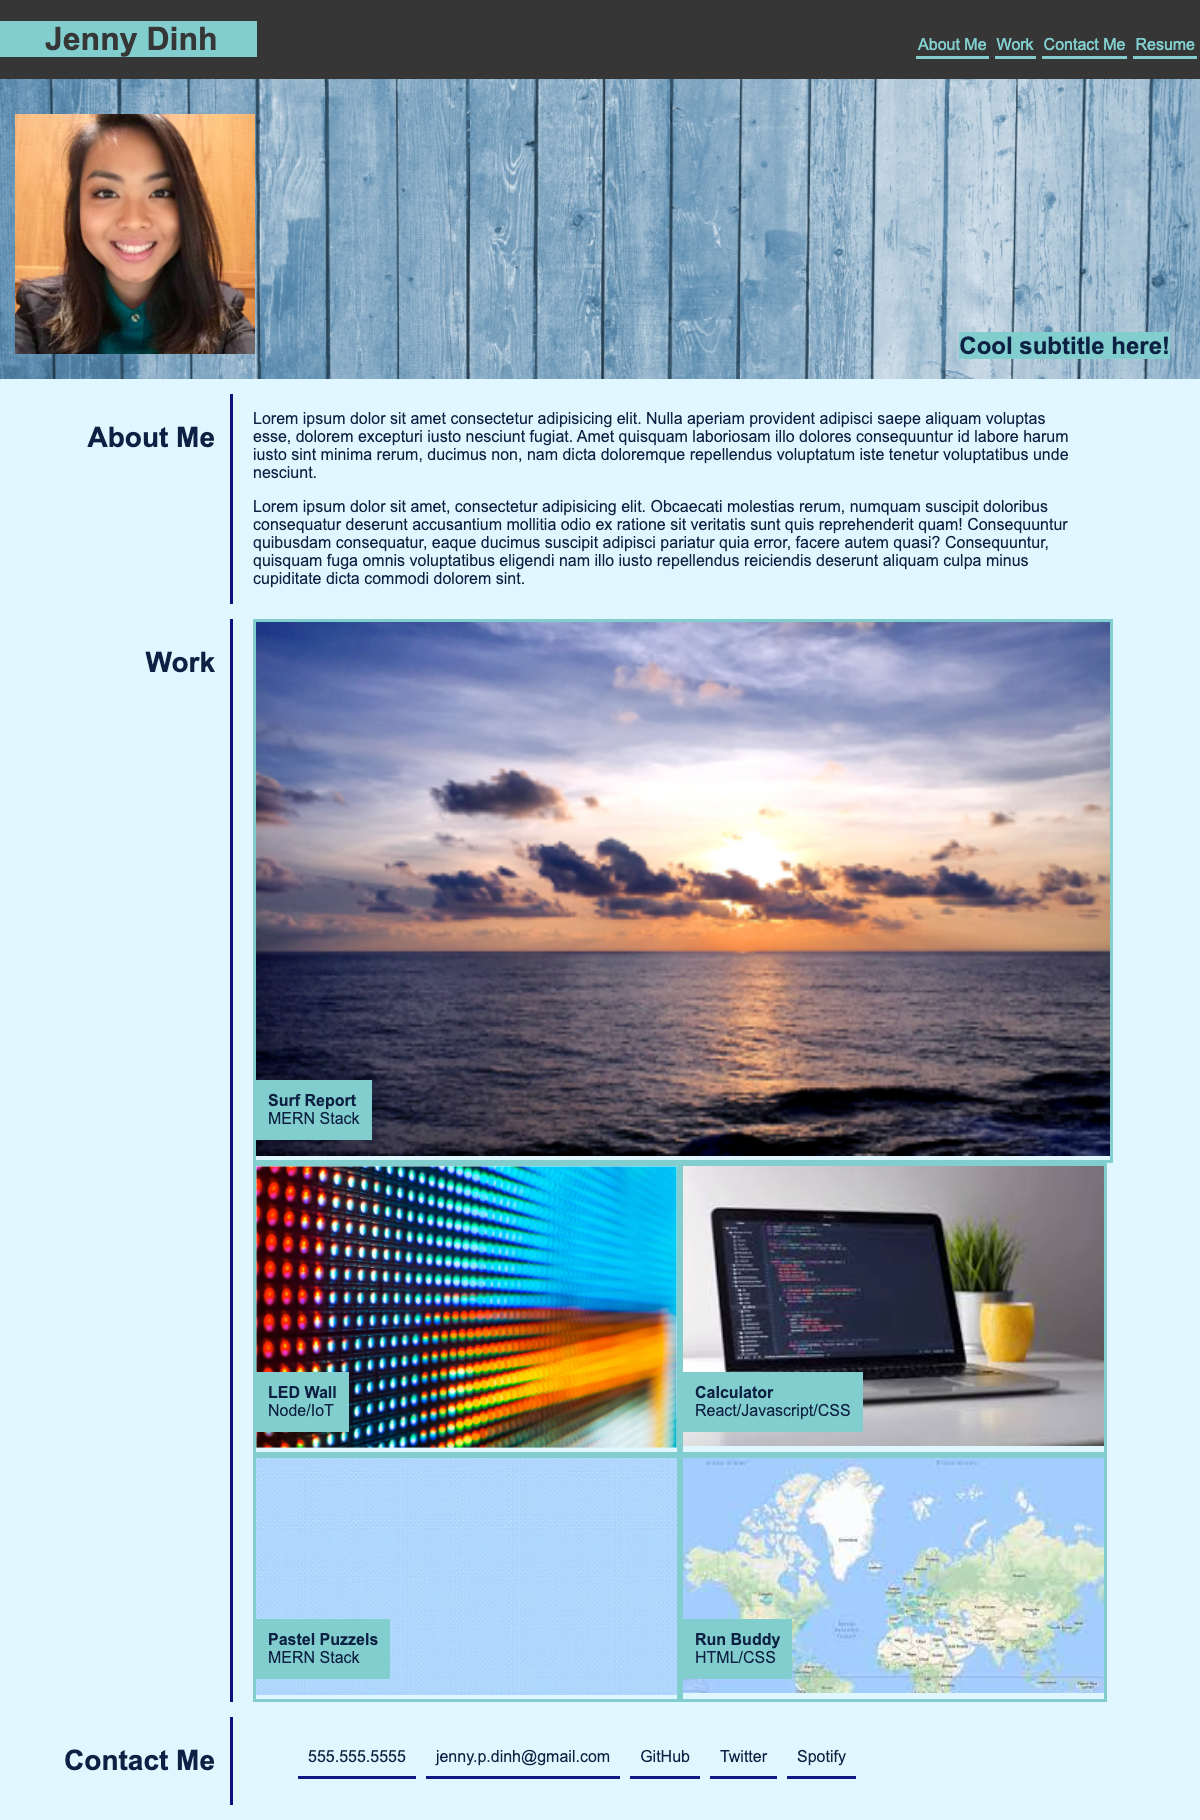 Jenny Dinh
About Me Work Contact Me Resume
Cool subtitle here!
About Me
Lorem ipsum dolor sit amet consectetur adipisicing elit. Nulla aperiam provident adipisci saepe aliquam voluptas
esse, dolorem excepturi iusto nesciunt fugiat. Amet quisquam laboriosam illo dolores consequuntur id labore harum
iusto sint minima rerum, ducimus non, nam dicta doloremque repellendus voluptatum iste tenetur voluptatibus unde
nesciunt.
Lorem ipsum dolor sit amet, consectetur adipisicing elit. Obcaecati molestias rerum, numquam suscipit doloribus
consequatur deserunt accusantium mollitia odio ex ratione sit veritatis sunt quis reprehenderit quam! Consequuntur
quibusdam consequatur, eaque ducimus suscipit adipisci pariatur quia error, facere autem quasi? Consequuntur,
quisquam fuga omnis voluptatibus eligendi nam illo iusto repellendus reiciendis deserunt aliquam culpa minus
cupiditate dicta commodi dolorem sint.
Work
Surf Report
MERN Stack
LED Wall
Node/IoT
Calculator
React/Javascript/CSS
Pastel Puzzels
MERN Stack
Run Buddy
HTML/CSS
Contact Me
555.555.5555 jenny.p.dinh@gmail.com GitHub Twitter Spotify